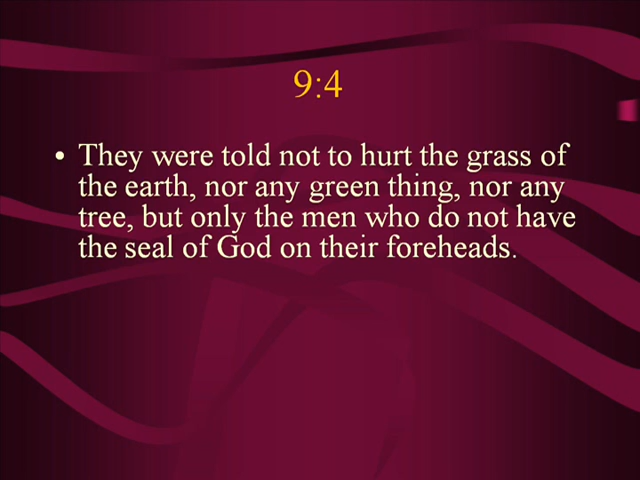 9:4
• They were told not to hurt the grass of
the earth, nor any green thing, nor any
tree, but only the men who do not have
the seal of God on their foreheads.